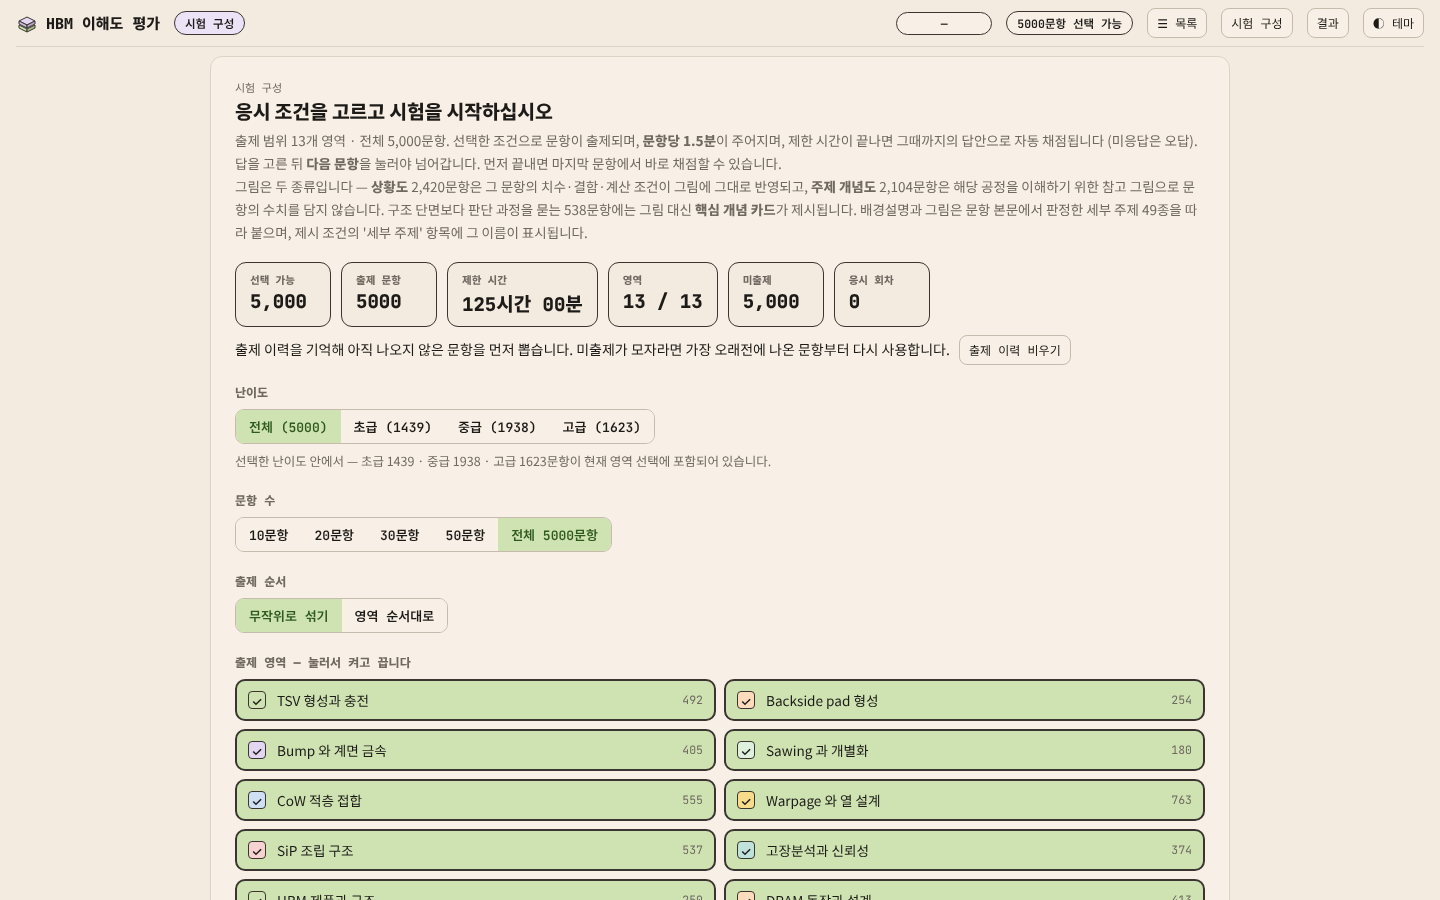 HBM 이해도 평가
시험 구성
—
5000문항 선택 가능
☰ 목록
시험 구성
결과
◐ 테마
시험 구성
응시 조건을 고르고 시험을 시작하십시오
출제 범위 13개 영역 · 전체 5,000문항. 선택한 조건으로 문항이 출제되며, 문항당 1.5분이 주어지며, 제한 시간이 끝나면 그때까지의 답안으로 자동 채점됩니다 (미응답은 오답).
답을 고른 뒤 다음 문항을 눌러야 넘어갑니다. 먼저 끝내면 마지막 문항에서 바로 채점할 수 있습니다.
그림은 두 종류입니다 — 상황도 2,420문항은 그 문항의 치수·결함·계산 조건이 그림에 그대로 반영되고, 주제 개념도 2,104문항은 해당 공정을 이해하기 위한 참고 그림으로 문
항의 수치를 담지 않습니다. 구조 단면보다 판단 과정을 묻는 538문항에는 그림 대신 핵심 개념 카드가 제시됩니다. 배경설명과 그림은 문항 본문에서 판정한 세부 주제 49종을 따
라 붙으며, 제시 조건의 '세부 주제' 항목에 그 이름이 표시됩니다.
선택 가능
5,000
출제 문항
5000
제한 시간
125시간 00분
영역
13 / 13
미출제
5,000
응시 회차
0
출제 이력을 기억해 아직 나오지 않은 문항을 먼저 뽑습니다. 미출제가 모자라면 가장 오래전에 나온 문항부터 다시 사용합니다.
출제 이력 비우기
난이도
전체 (5000)
초급 (1439)
중급 (1938)
고급 (1623)
선택한 난이도 안에서 — 초급 1439 · 중급 1938 · 고급 1623문항이 현재 영역 선택에 포함되어 있습니다.
문항 수
10문항
20문항
30문항
50문항
전체 5000문항
출제 순서
무작위로 섞기
영역 순서대로
출제 영역 — 눌러서 켜고 끕니다
TSV 형성과 충전 492
Backside pad 형성 254
Bump 와 계면 금속 405
Sawing 과 개별화 180
CoW 적층 접합 555
Warpage 와 열 설계 763
SiP 조립 구조 537
고장분석과 신뢰성 374
HBM 제품과 구조 250
DRAM 동작과 설계 413